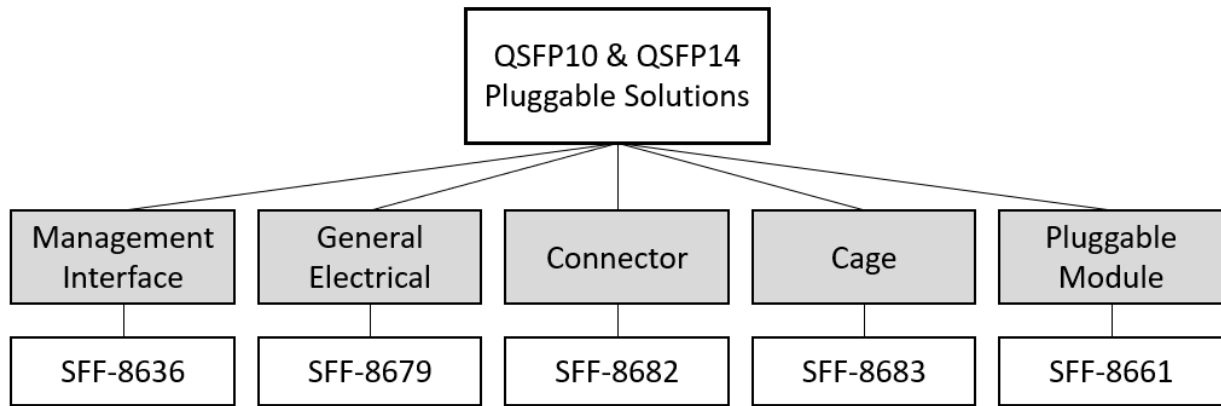 QSFP10 & QSFP14
Pluggable Solutions
Management
Interface
General
Electrical
Connector
Cage
Pluggable
Module
SFF-8636
SFF-8679
SFF-8682
SFF-8683
SFF-8661